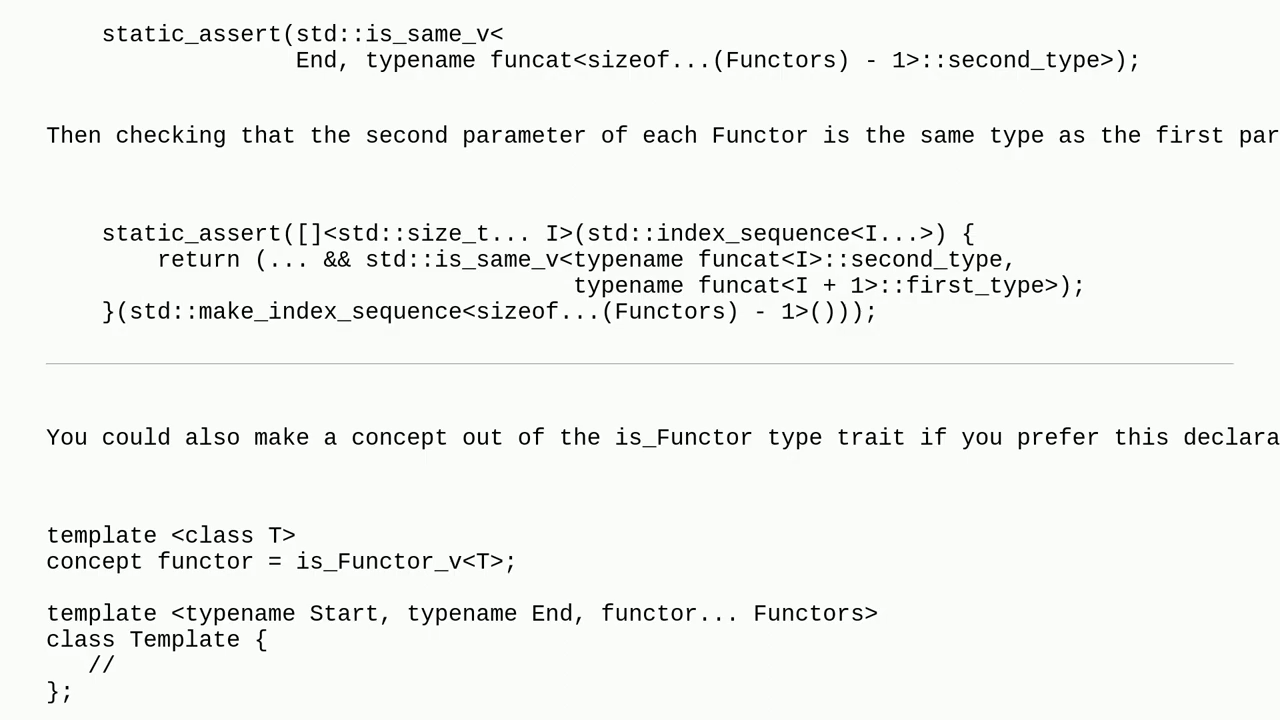 static_assert(std::is_same_v<
End, typename funcat<sizeof...(Functors) - 1>::second_type>);
Then checking that the second parameter of each Functor is the same type as the first
static_assert([]<std::size_t... I>(std::index_sequence<I...>) {
return (... && std::is_same_v<typename funcat<I>::second_type,
typename funcat<I + 1>::first_type>);
}(std::make_index_sequence<sizeof...(Functors) - 1>()));
You could also make a concept out of the is_Functor type trait if you prefer this
template <class T>
concept functor = is_Functor_v<T>;
template <typename Start, typename End, functor... Functors>
class Template {
//
};